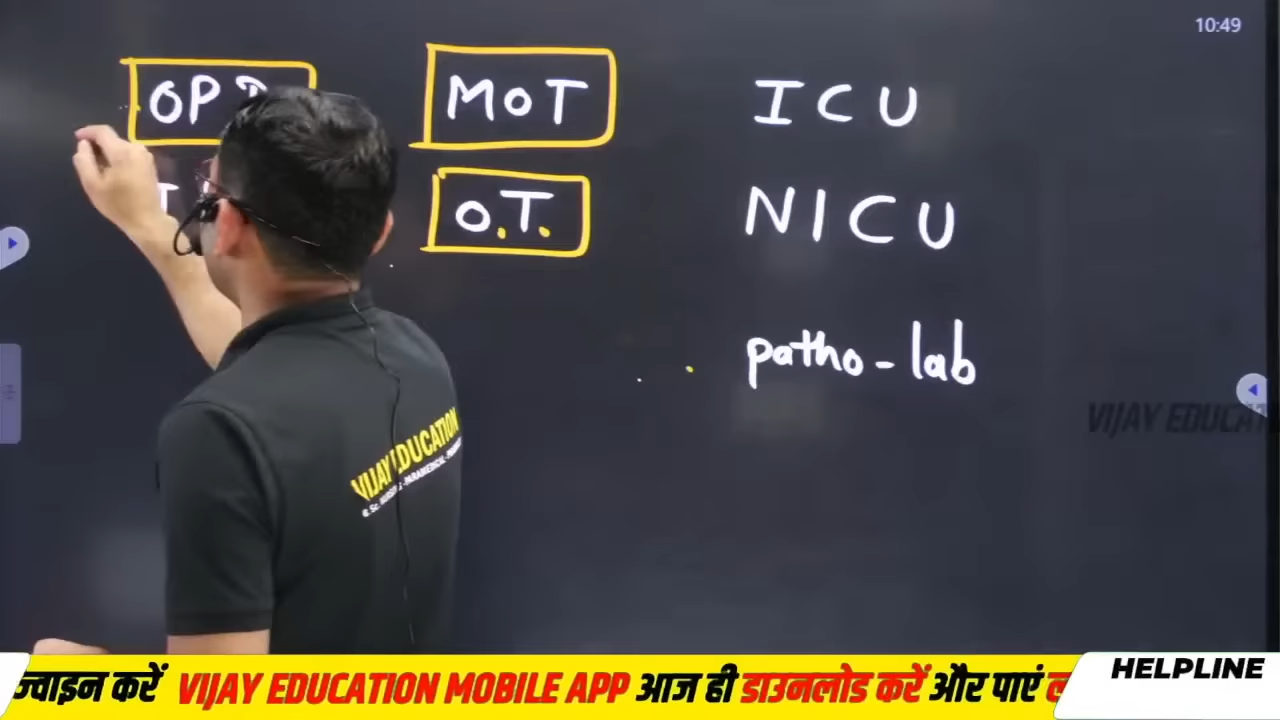 10:49
OPD MOT ICU
O.T. NICU
patho-lab
VIJAY EDUCATION
VIJAY EDUCAT
ज्वाइन करें VIJAY EDUCATION MOBILE APP आज ही डाउनलोड करें और पाएं
HELPLINE